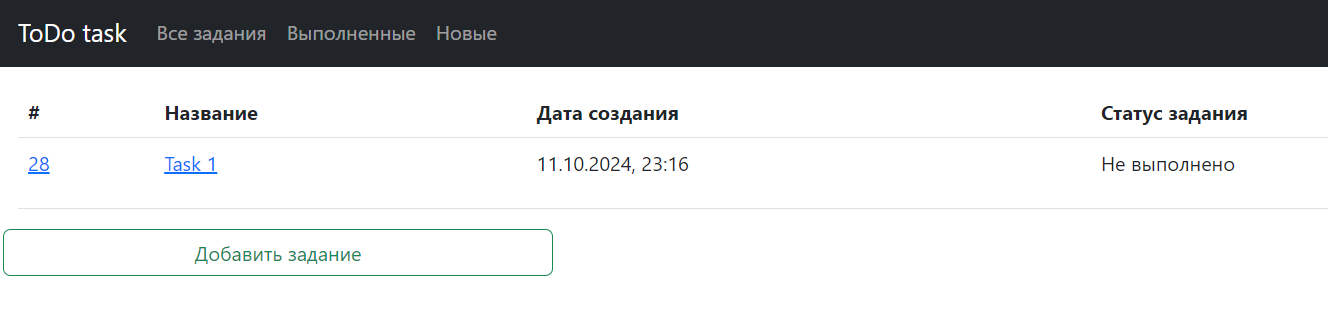 ToDo task Все задания Выполненные Новые
# Название Дата создания Статус задания
28 Task 1 11.10.2024, 23:16 Не выполнено
Добавить задание